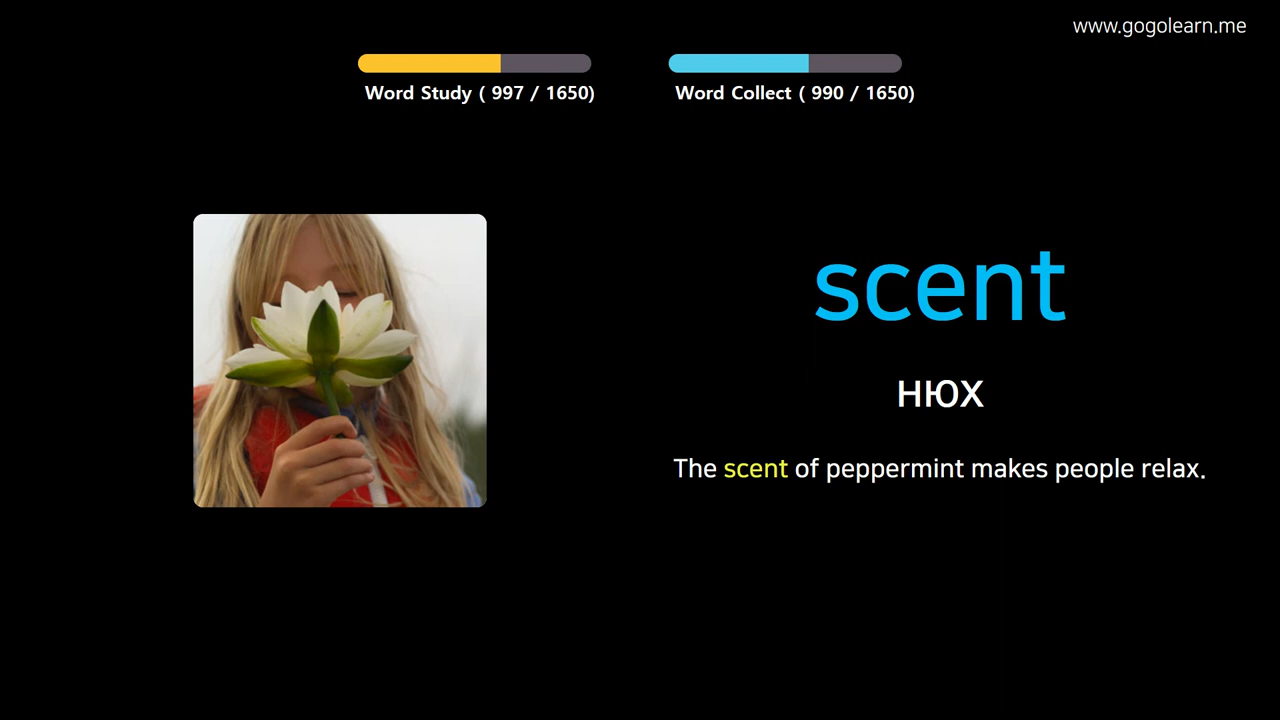 www.gogolearn.me
Word Study ( 997 / 1650)
Word Collect ( 990 / 1650)
scent
нюх
The scent of peppermint makes people relax.